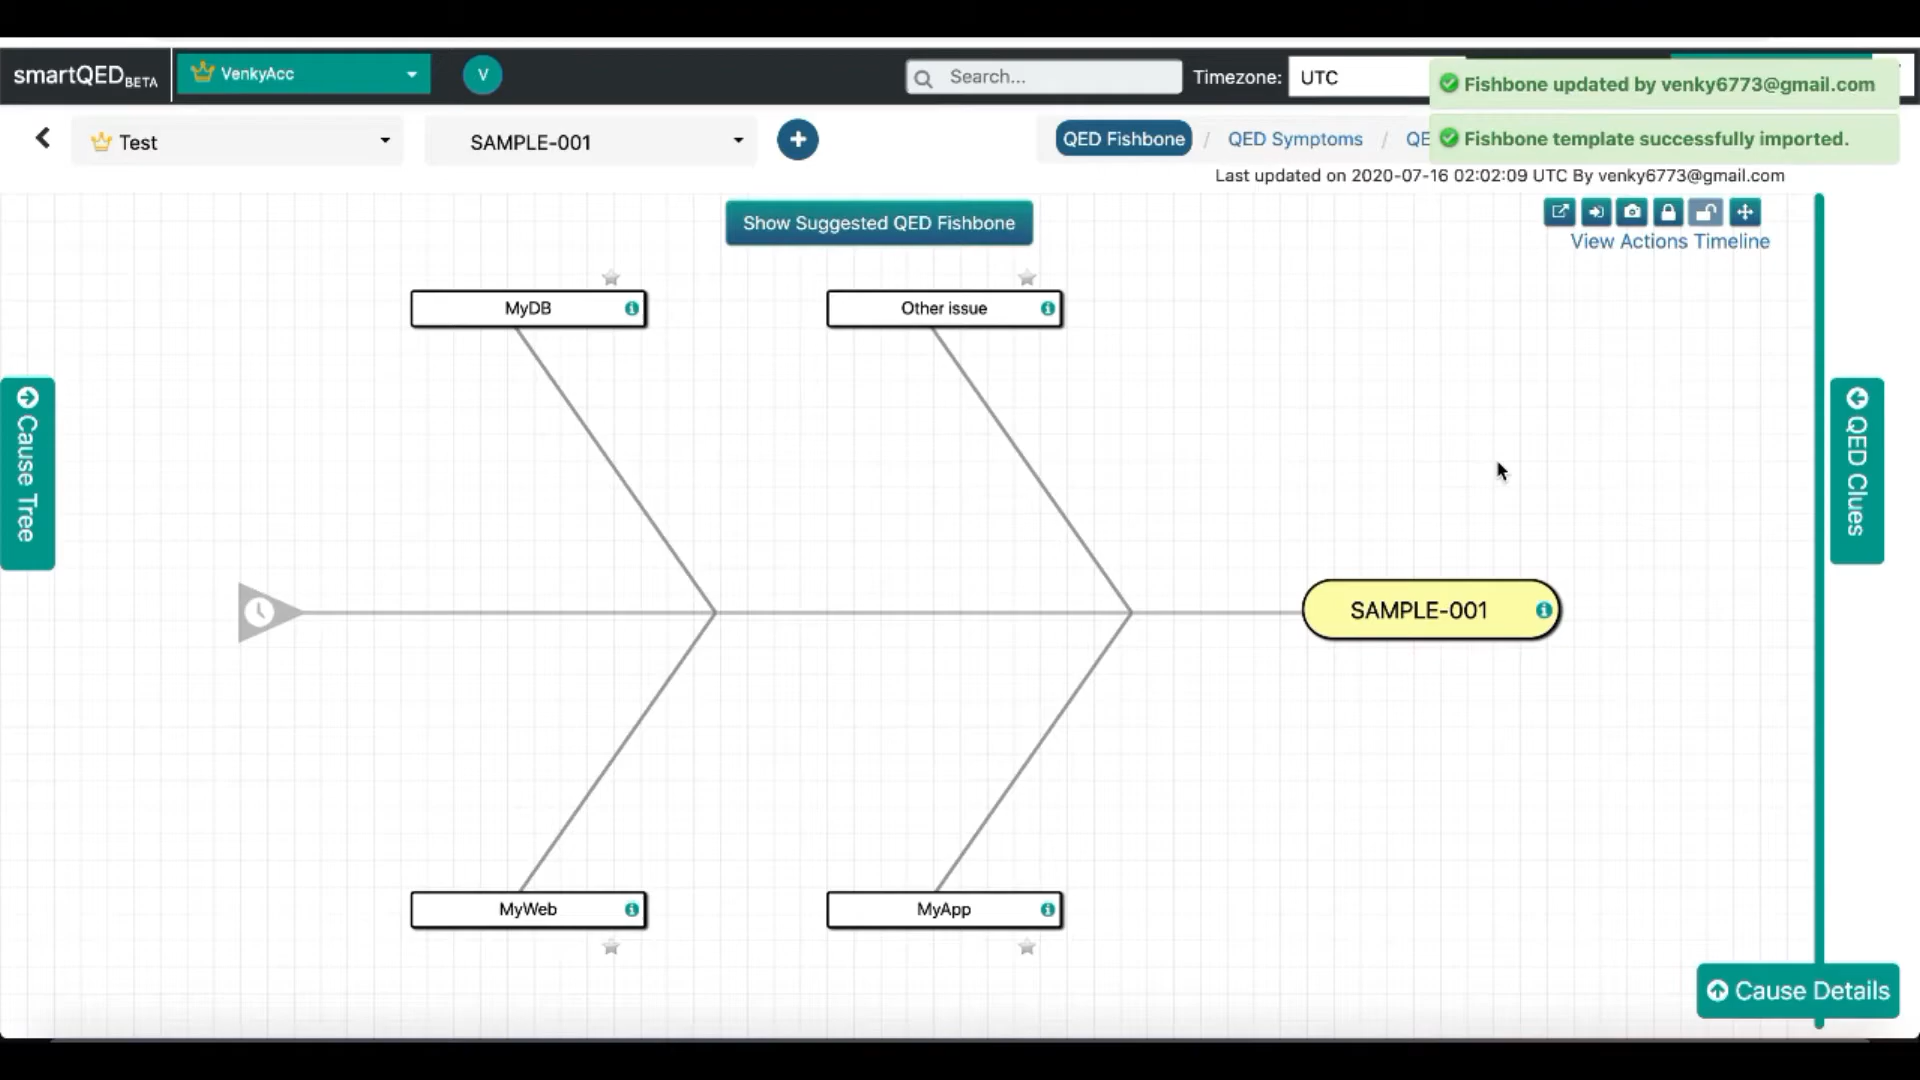 smartQED BETA
VenkyAcc
V
Search...
Timezone:
UTC
Fishbone updated by venky6773@gmail.com
Test
SAMPLE-001
QED Fishbone / QED Symptoms /
Fishbone template successfully imported.
Last updated on 2020-07-16 02:02:09 UTC By venky6773@gmail.com
Show Suggested QED Fishbone
View Actions Timeline
MyDB
Other issue
Cause Tree
QED Clues
SAMPLE-001
MyWeb
MyApp
Cause Details